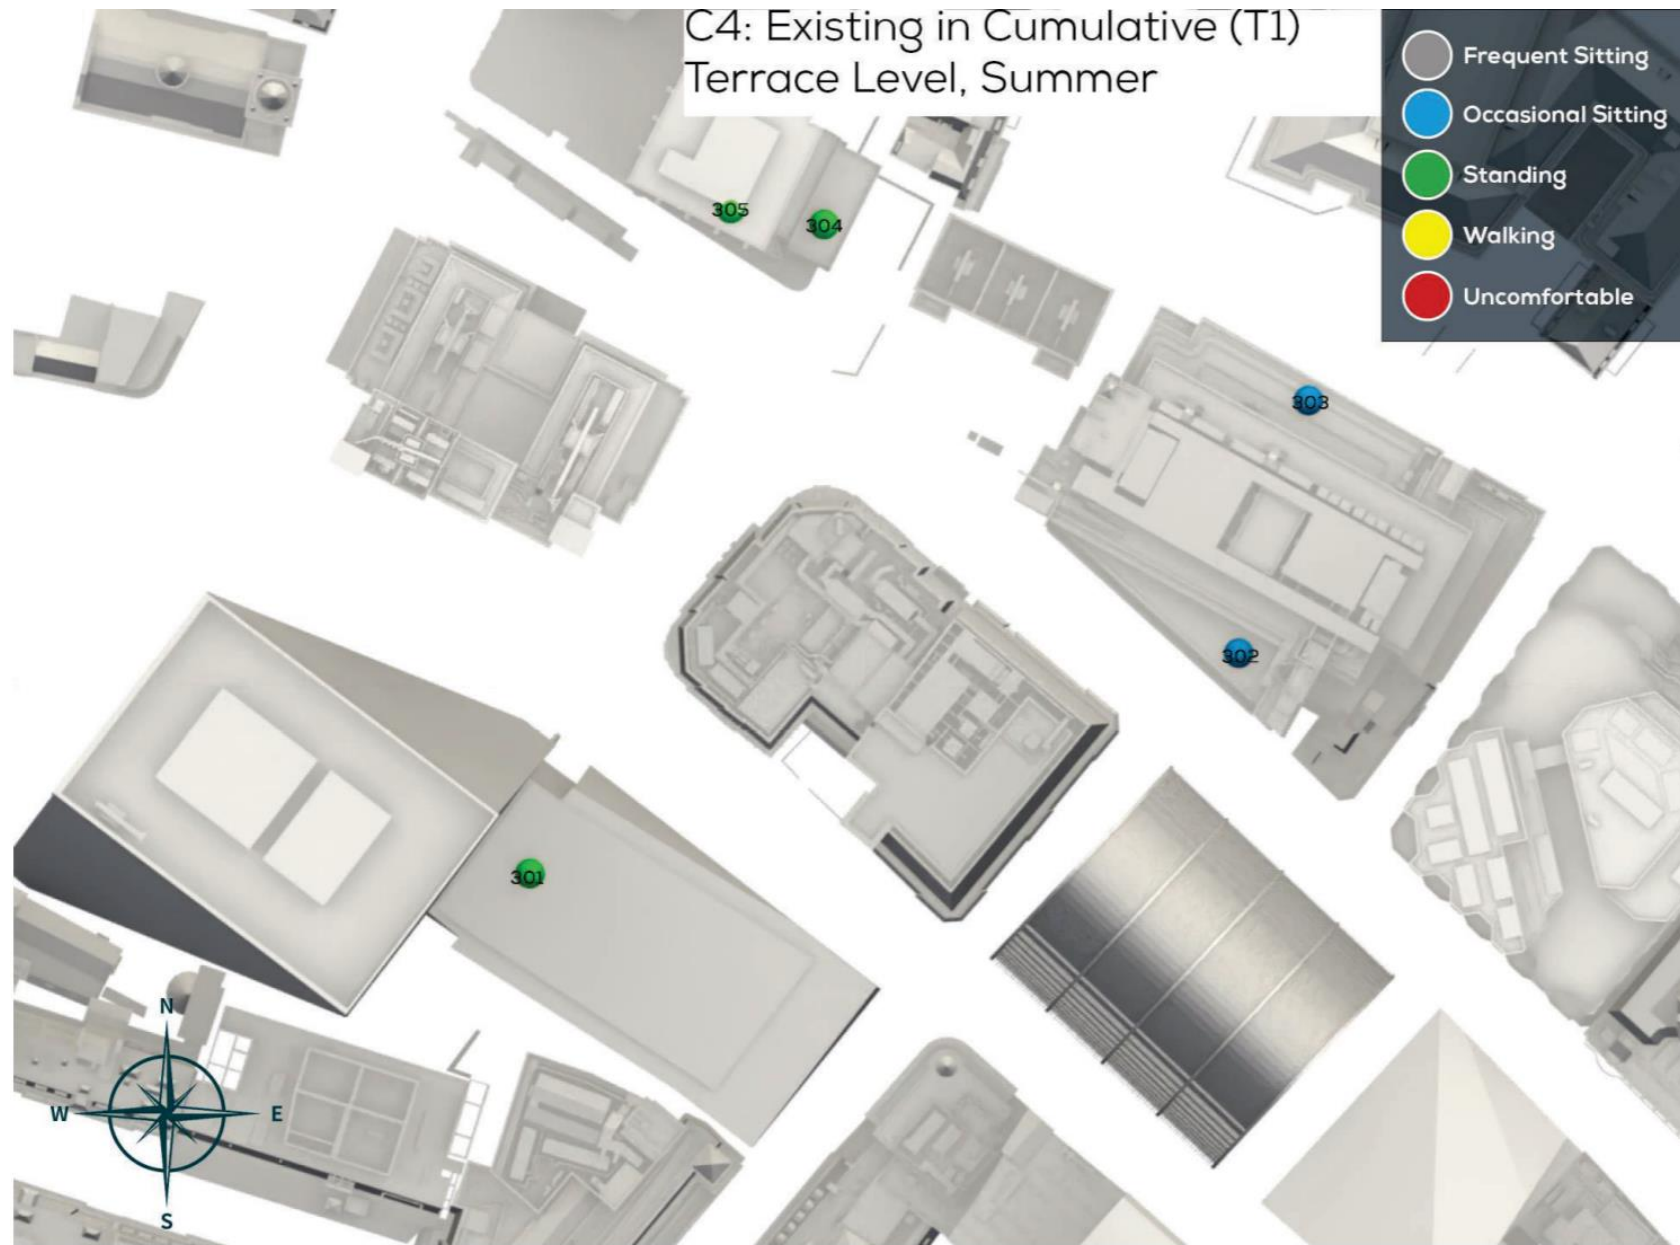 C4: Existing in Cumulative (T1)
Terrace Level, Summer
Frequent Sitting
Occasional Sitting
Standing
Walking
Uncomfortable
305
304
303
302
301
N
W
E
S